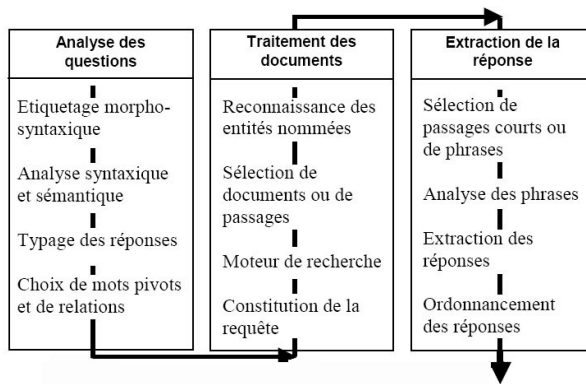 Analyse des
questions
Etiquetage morpho-
syntaxique
Analyse syntaxique
et sémantique
Typage des réponses
Choix de mots pivots
et de relations
Traitement des
documents
Reconnaissance des
entités nommées
Sélection de
documents ou de
passages
Moteur de recherche
Constitution de la
requête
Extraction de la
réponse
Sélection de
passages courts ou
de phrases
Analyse des phrases
Extraction des
réponses
Ordonnancement
des réponses